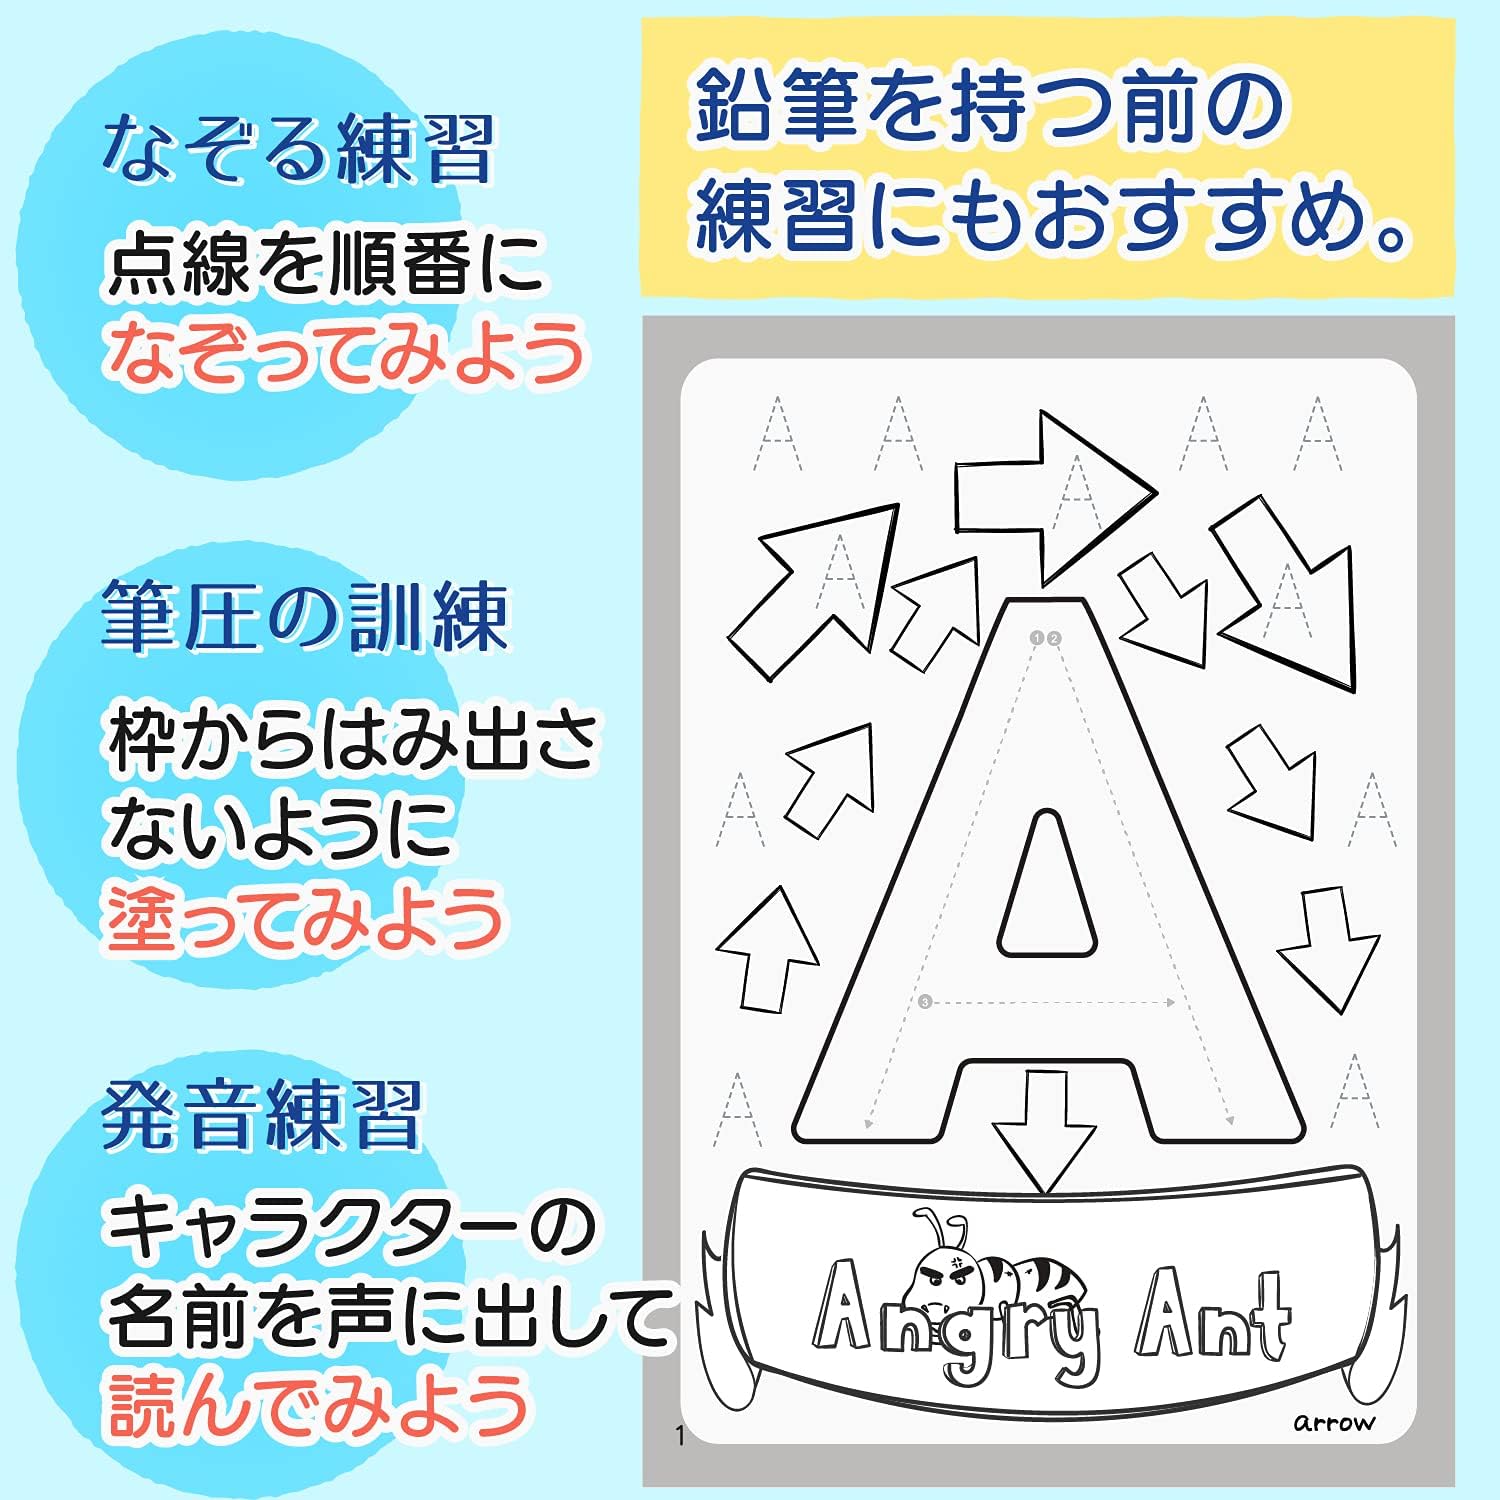 なぞる練習
点線を順番に
なぞってみよう
筆圧の訓練
枠からはみ出さ
ないように
塗ってみよう
発音練習
キャラクターの
名前を声に出して
読んでみよう
鉛筆を持つ前の
練習にもおすすめ。
A A A A
A
A A
1 2
A
A A
3
A A
Angry Ant
arrow
1